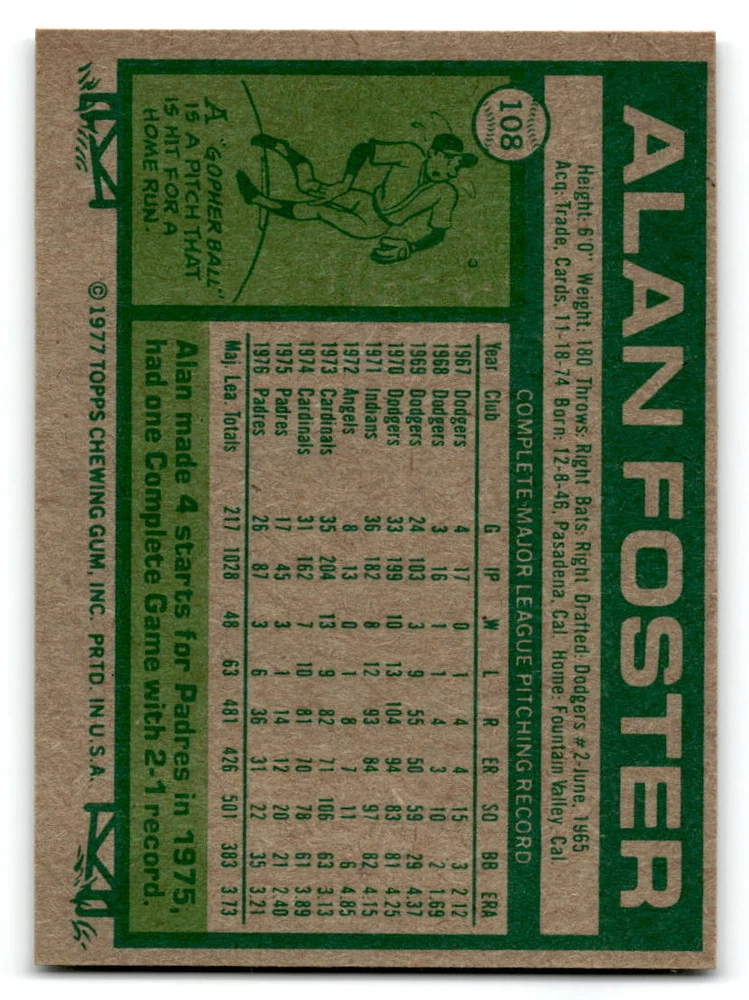 108
ALAN FOSTER
Height: 6'0" Weight: 180 Throws: Right Bats: Right Drafted: Dodgers #2-June, 1965
Acq: Trade, Cards, 11-18-74 Born: 12-8-46, Pasadena, Cal. Home: Fountain Valley, Cal
COMPLETE MAJOR LEAGUE PITCHING RECORD
Year Club G IP W L R ER SO BB ERA
1967 Dodgers 4 17 0 1 4 4 15 3 2.12
1968 Dodgers 3 16 1 1 4 3 10 2 1.69
1969 Dodgers 24 103 3 9 55 50 59 29 4.37
1970 Dodgers 33 199 10 13 104 94 83 81 4.25
1971 Indians 36 182 8 12 93 84 97 82 4.15
1972 Angels 8 13 0 1 8 7 11 6 4.85
1973 Cardinals 35 204 13 9 82 71 106 63 3.13
1974 Cardinals 31 162 7 10 81 70 78 61 3.89
1975 Padres 17 45 3 1 14 12 20 21 2.40
1976 Padres 26 87 3 6 36 31 22 35 3.21
Maj. Lea. Totals 217 1028 48 63 481 426 501 383 3.73
A "GOPHER BALL"
IS A PITCH THAT
IS HIT FOR A
HOME RUN.
Alan made 4 starts for Padres in 1975,
had one Complete Game with 2-1 record.
© 1977 TOPPS CHEWING GUM, INC. PRTD. IN U.S.A.